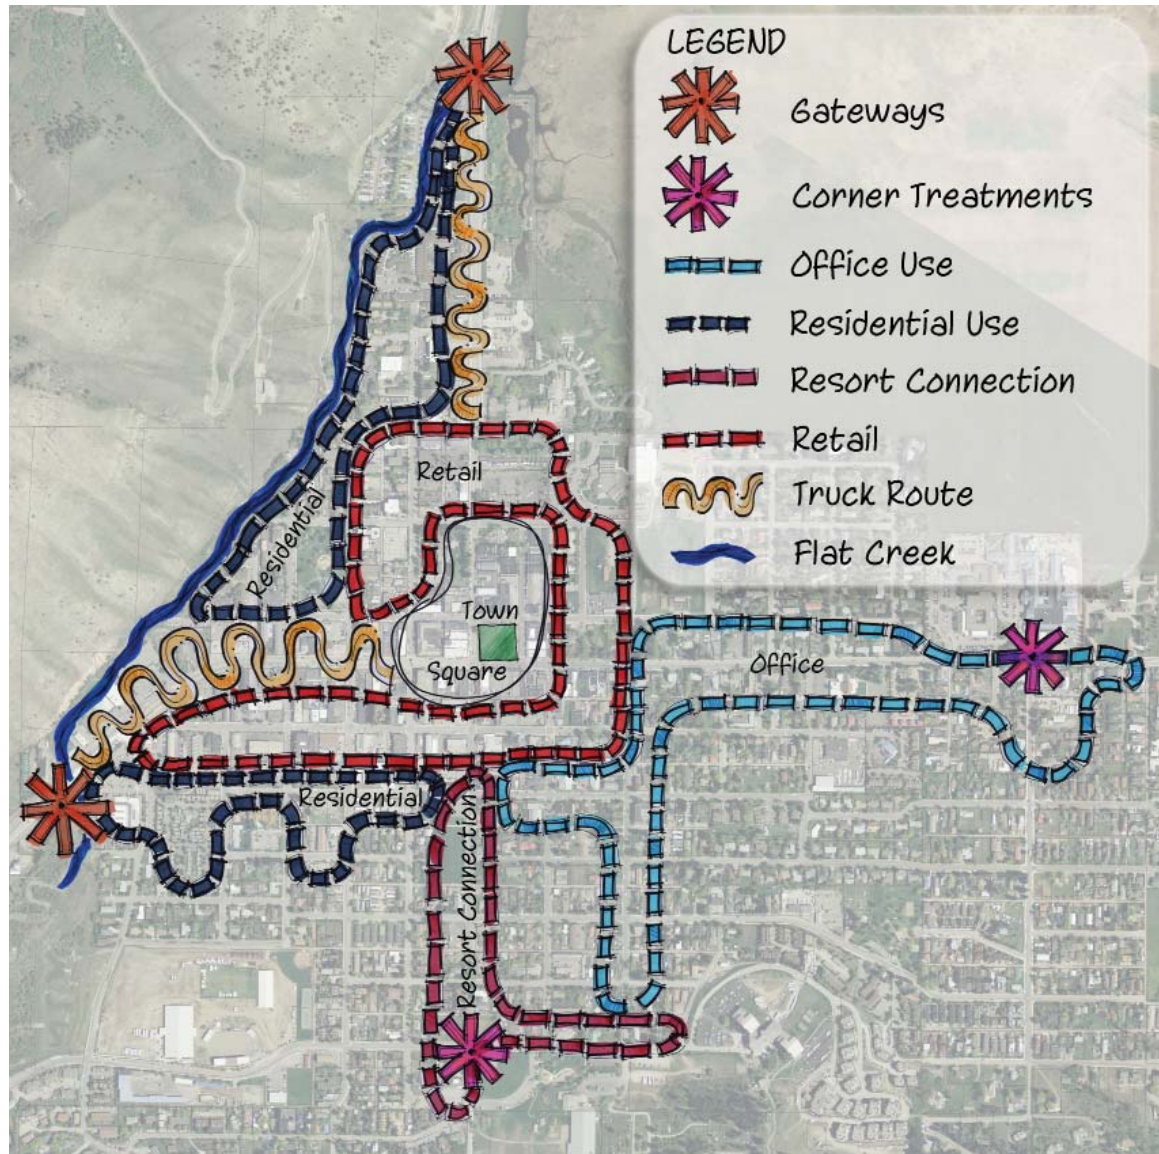 LEGEND
Gateways
Corner Treatments
Office Use
Residential Use
Resort Connection
Retail
Truck Route
Flat Creek
Retail
Residential
Town
Square
Office
Residential
Resort Connection